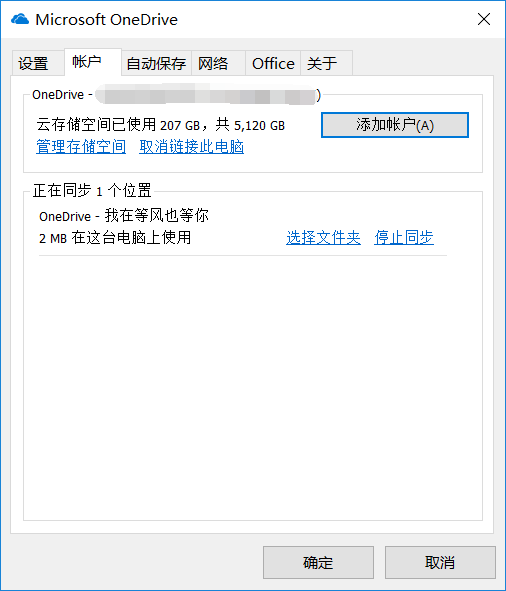 Microsoft OneDrive
设置 帐户 自动保存 网络 Office 关于
OneDrive - )
云存储空间已使用 207 GB，共 5,120 GB 添加帐户(A)
管理存储空间 取消链接此电脑
正在同步 1 个位置
OneDrive - 我在等风也等你
2 MB 在这台电脑上使用 选择文件夹 停止同步
确定 取消